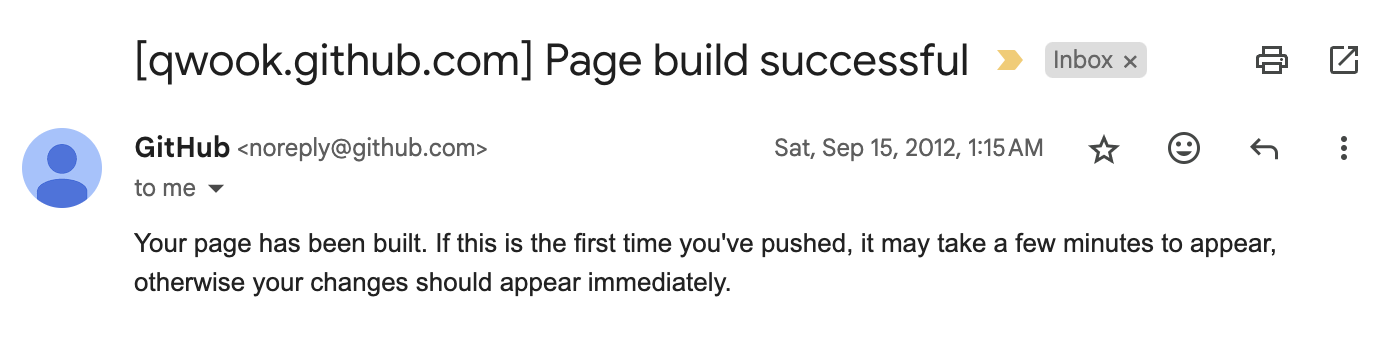 [qwook.github.com] Page build successful Inbox ×
GitHub <noreply@github.com> Sat, Sep 15, 2012, 1:15 AM
to me
Your page has been built. If this is the first time you've pushed, it may take a few minutes to appear,
otherwise your changes should appear immediately.